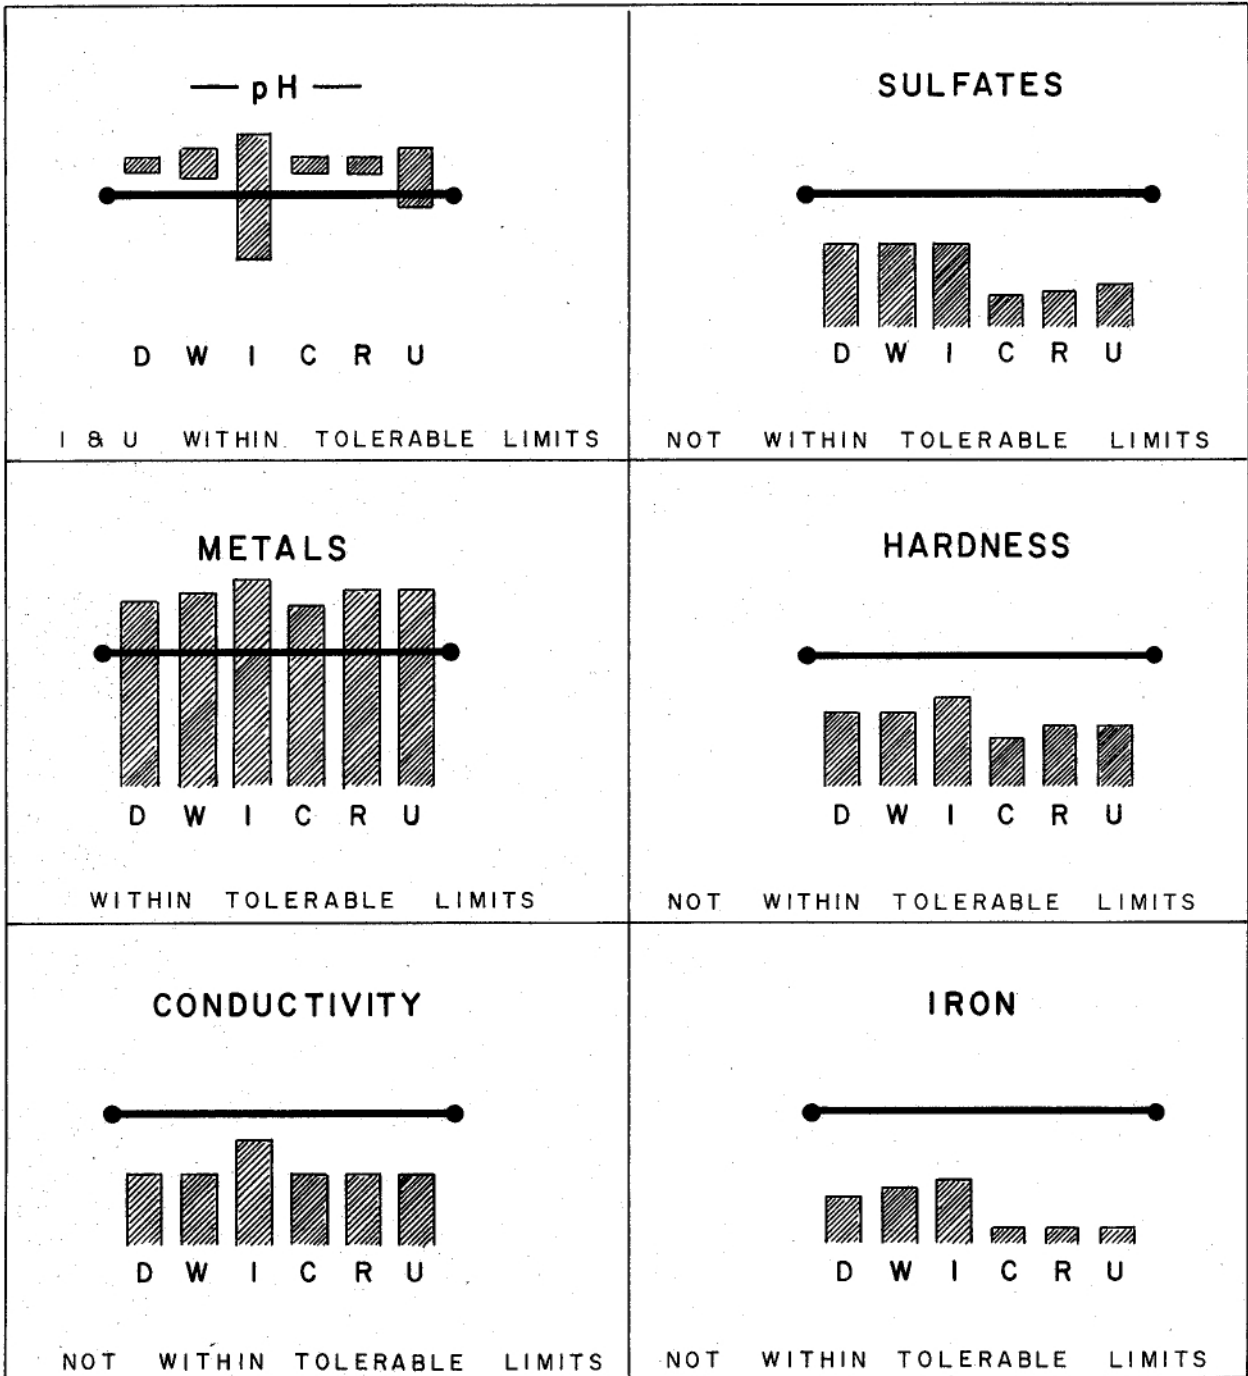 — pH —
D W I C R U
I & U WITHIN TOLERABLE LIMITS
SULFATES
D W I C R U
NOT WITHIN TOLERABLE LIMITS
METALS
D W I C R U
WITHIN TOLERABLE LIMITS
HARDNESS
D W I C R U
NOT WITHIN TOLERABLE LIMITS
CONDUCTIVITY
D W I C R U
NOT WITHIN TOLERABLE LIMITS
IRON
D W I C R U
NOT WITHIN TOLERABLE LIMITS